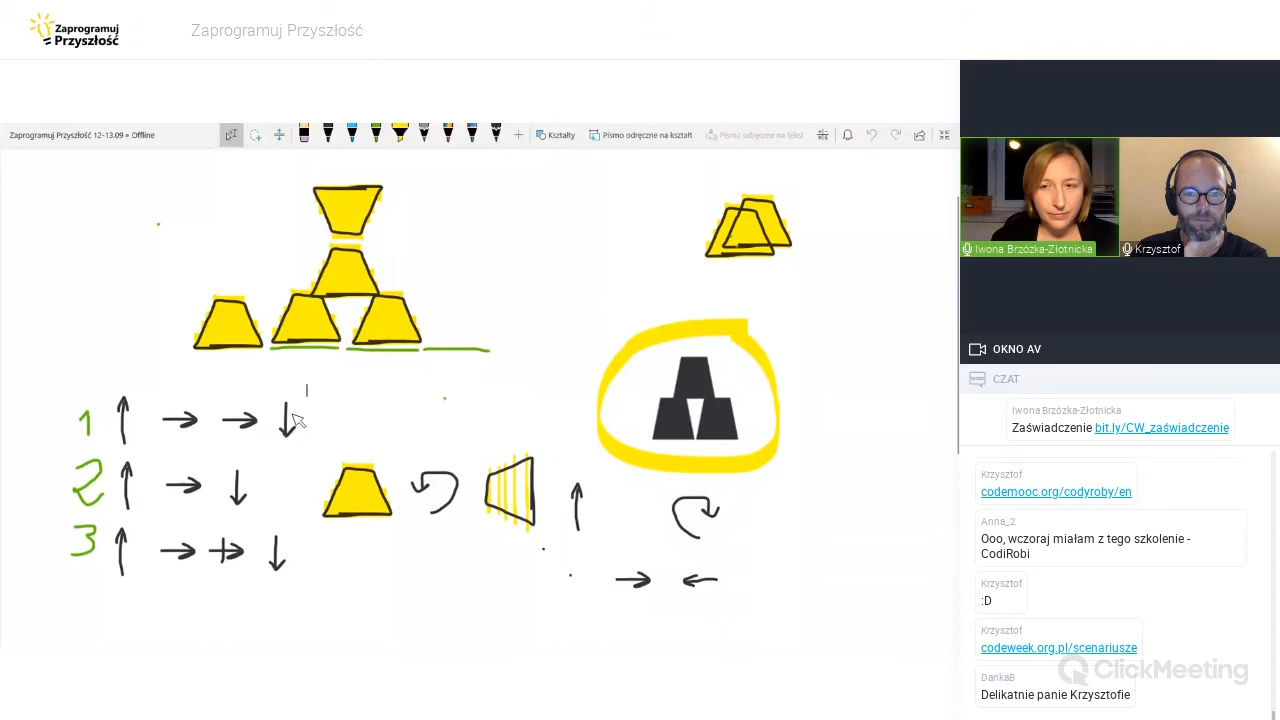 Zaprogramuj
Przyszłość
Zaprogramuj Przyszłość
Zaprogramuj Przyszłość 12-13.09 » Offline
Kształty
Pismo odręczne na kształt
Pismo odręczne na tekst
1
2
3
Iwona Brzózka-Złotnicka
Krzysztof
OKNO AV
CZAT
Iwona Brzózka-Złotnicka
Zaświadczenie bit.ly/CW_zaświadczenie
Krzysztof
codemooc.org/codyroby/en
Anna_2
Ooo, wczoraj miałam z tego szkolenie -
CodiRobi
Krzysztof
:D
Krzysztof
codeweek.org.pl/scenariusze
DankaB
Delikatnie panie Krzysztofie
ClickMeeting